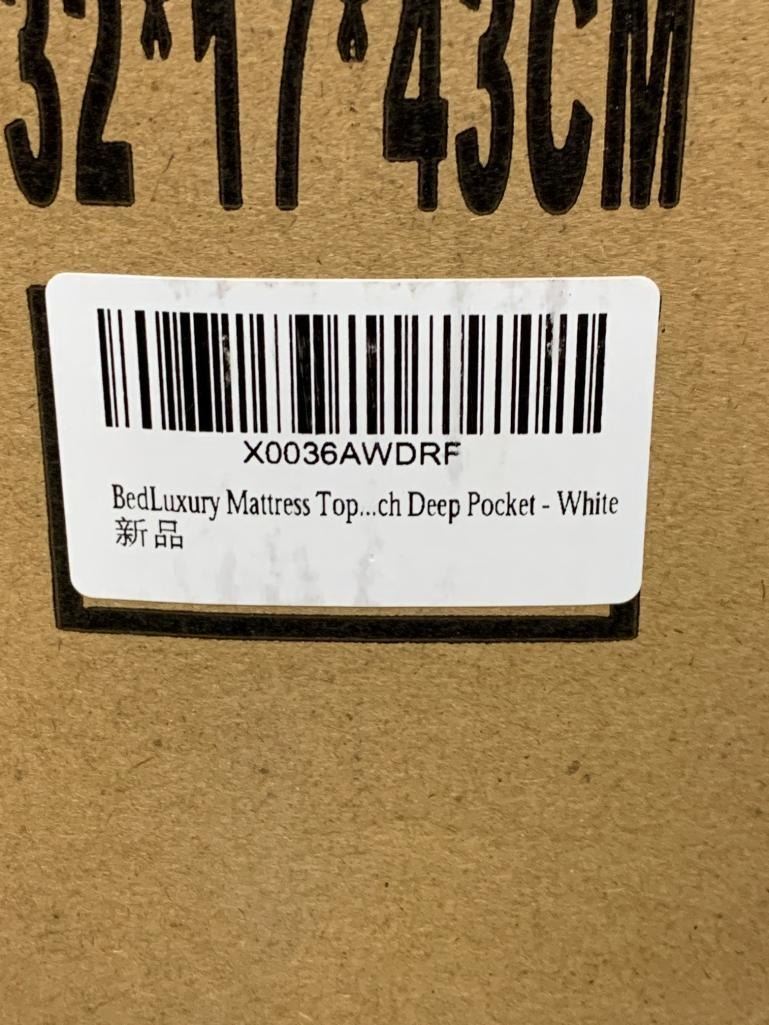 32*17*43CM
X0036AWDRF
BedLuxury Mattress Top...ch Deep Pocket - White
新品